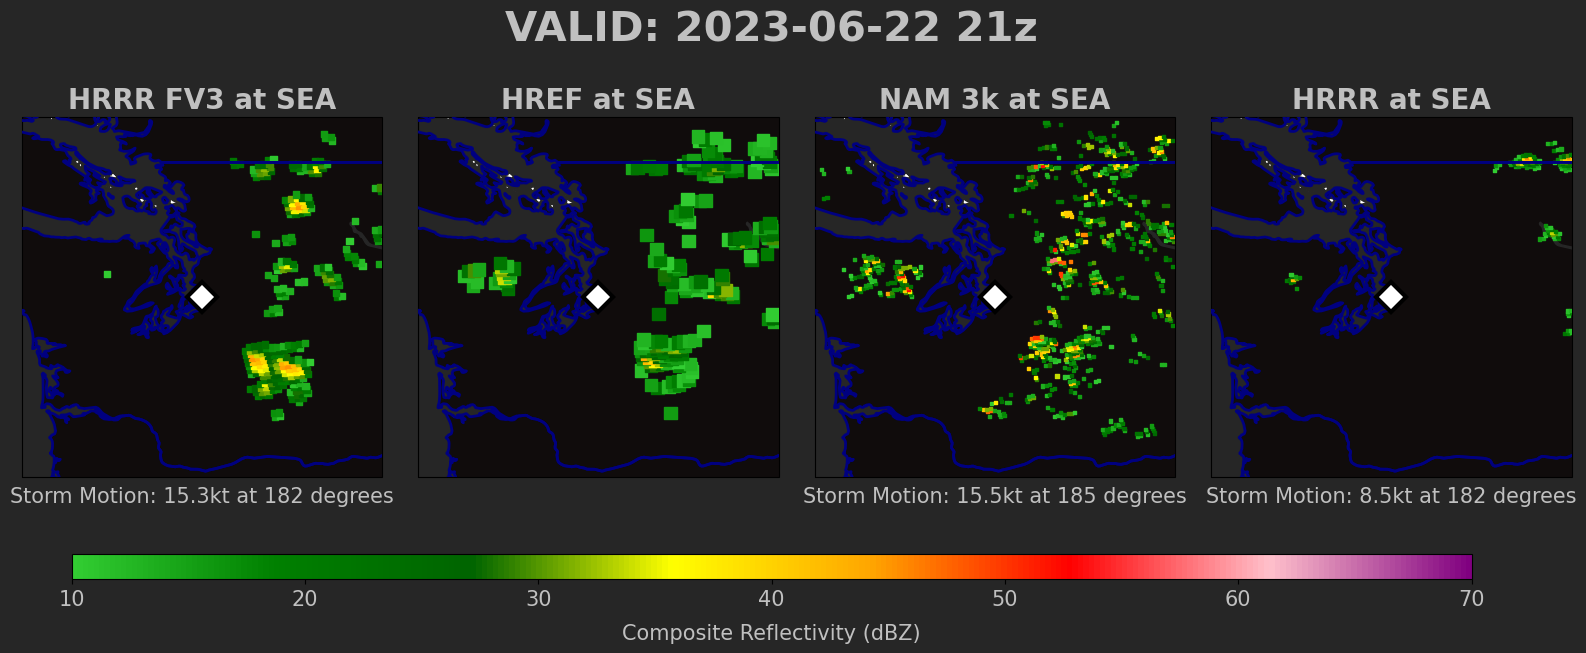 VALID: 2023-06-22 21z
HRRR FV3 at SEA
HREF at SEA
NAM 3k at SEA
HRRR at SEA
Storm Motion: 15.3kt at 182 degrees
Storm Motion: 15.5kt at 185 degrees
Storm Motion: 8.5kt at 182 degrees
10 20 30 40 50 60 70
Composite Reflectivity (dBZ)